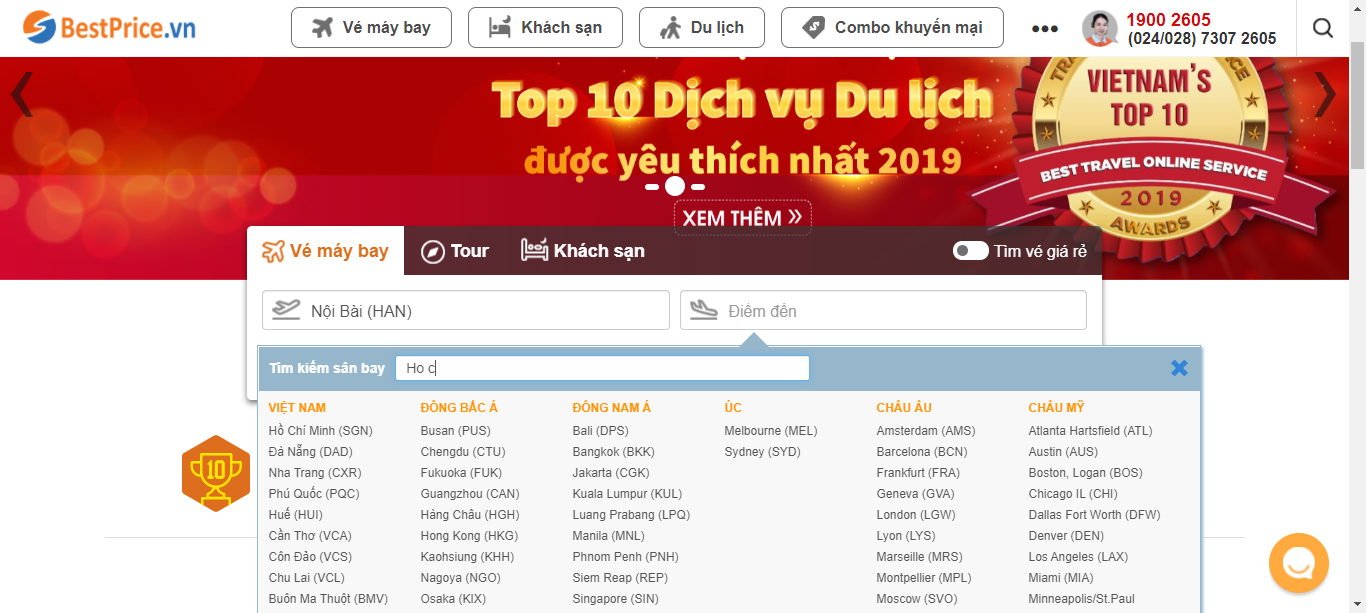 BestPrice.vn
Vé máy bay
Khách sạn
Du lịch
Combo khuyến mại
1900 2605
(024/028) 7307 2605
Top 10 Dịch vụ Du lịch
được yêu thích nhất 2019
XEM THÊM »
VIETNAM'S
TOP 10
BEST TRAVEL ONLINE SERVICE
2019
AWARDS
Vé máy bay
Tour
Khách sạn
Tìm vé giá rẻ
Nội Bài (HAN)
Điểm đến
Tìm kiếm sân bay
Ho c
VIỆT NAM
Hồ Chí Minh (SGN)
Đà Nẵng (DAD)
Nha Trang (CXR)
Phú Quốc (PQC)
Huế (HUI)
Cần Thơ (VCA)
Côn Đảo (VCS)
Chu Lai (VCL)
Buôn Ma Thuột (BMV)
ĐÔNG BẮC Á
Busan (PUS)
Chengdu (CTU)
Fukuoka (FUK)
Guangzhou (CAN)
Hàng Châu (HGH)
Hong Kong (HKG)
Kaohsiung (KHH)
Nagoya (NGO)
Osaka (KIX)
ĐÔNG NAM Á
Bali (DPS)
Bangkok (BKK)
Jakarta (CGK)
Kuala Lumpur (KUL)
Luang Prabang (LPQ)
Manila (MNL)
Phnom Penh (PNH)
Siem Reap (REP)
Singapore (SIN)
ÚC
Melbourne (MEL)
Sydney (SYD)
CHÂU ÂU
Amsterdam (AMS)
Barcelona (BCN)
Frankfurt (FRA)
Geneva (GVA)
London (LGW)
Lyon (LYS)
Marseille (MRS)
Montpellier (MPL)
Moscow (SVO)
CHÂU MỸ
Atlanta Hartsfield (ATL)
Austin (AUS)
Boston, Logan (BOS)
Chicago IL (CHI)
Dallas Fort Worth (DFW)
Denver (DEN)
Los Angeles (LAX)
Miami (MIA)
Minneapolis/St.Paul
10